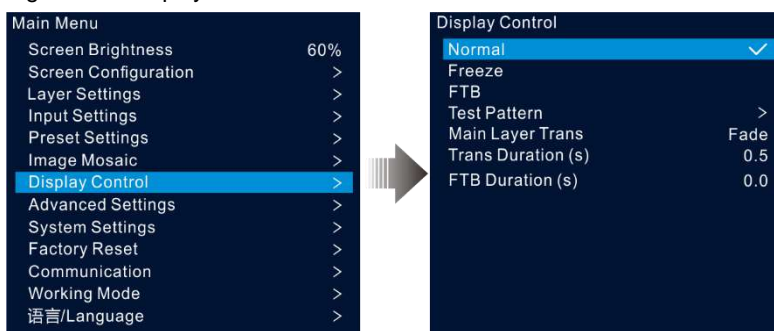 Main Menu
Screen Brightness 60%
Screen Configuration >
Layer Settings >
Input Settings >
Preset Settings >
Image Mosaic >
Display Control >
Advanced Settings >
System Settings >
Factory Reset >
Communication >
Working Mode >
语言/Language >
Display Control
Normal ✓
Freeze
FTB
Test Pattern >
Main Layer Trans Fade
Trans Duration (s) 0.5
FTB Duration (s) 0.0